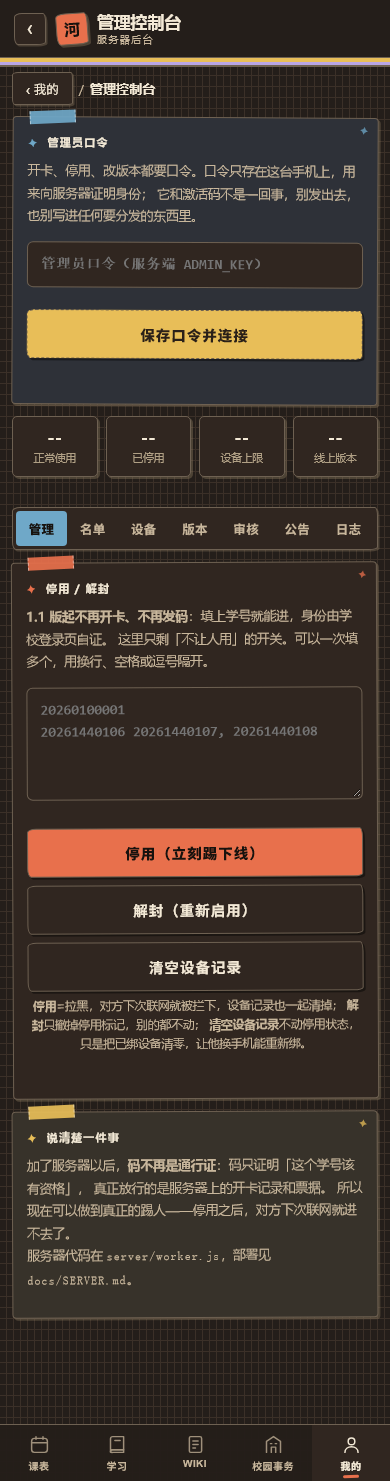 ‹ 河 管理控制台
服务器后台
‹ 我的 / 管理控制台
✦ 管理员口令 ✦
开卡、停用、改版本都要口令。口令只存在这台手机上，用
来向服务器证明身份； 它和激活码不是一回事，别发出去，
也别写进任何要分发的东西里。
管理员口令（服务端 ADMIN_KEY）
保存口令并连接
-- -- -- --
正常使用 已停用 设备上限 线上版本
管理 名单 设备 版本 审核 公告 日志
✦ 停用 / 解封 ✦
1.1 版起不再开卡、不再发码：填上学号就能进，身份由学
校登录页自证。 这里只剩「不让人用」的开关。可以一次填
多个，用换行、空格或逗号隔开。
20260100001
20261440106 20261440107, 20261440108
停用（立刻踢下线）
解封（重新启用）
清空设备记录
停用=拉黑，对方下次联网就被拦下，设备记录也一起清掉； 解
封只撤掉停用标记，别的都不动； 清空设备记录不动停用状态，
只是把已绑设备清零，让他换手机能重新绑。
✦ 说清楚一件事 ✦
加了服务器以后，码不再是通行证：码只证明「这个学号该
有资格」， 真正放行的是服务器上的开卡记录和票据。 所以
现在可以做到真正的踢人——停用之后，对方下次联网就进
不去了。
服务器代码在 server/worker.js，部署见
docs/SERVER.md。
课表 学习 WIKI 校园事务 我的